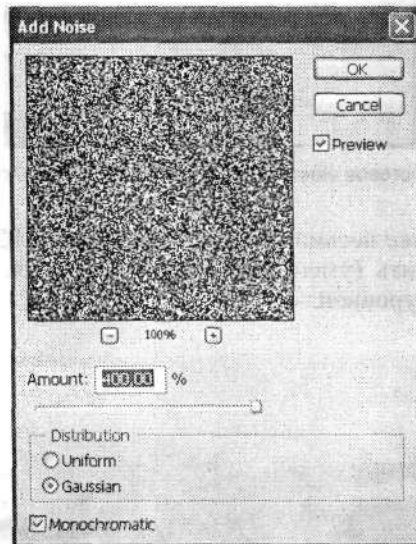 Add Noise
OK
Cancel
Preview
100%
Amount: 400,00 %
Distribution
Uniform
Gaussian
Monochromatic